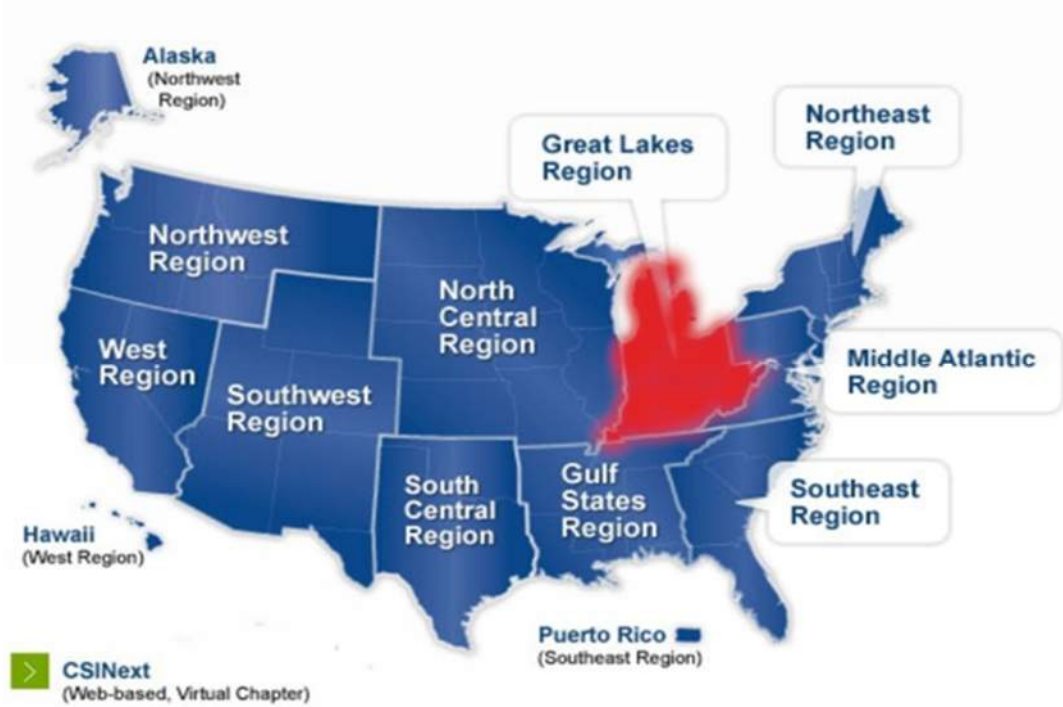 Alaska
(Northwest
Region)
Northeast
Region
Great Lakes
Region
Northwest
Region
North
Central
Region
West
Region
Middle Atlantic
Region
Southwest
Region
Gulf
States
Region
South
Central
Region
Southeast
Region
Hawaii
(West Region)
Puerto Rico
(Southeast Region)
CSINext
(Web-based, Virtual Chapter)